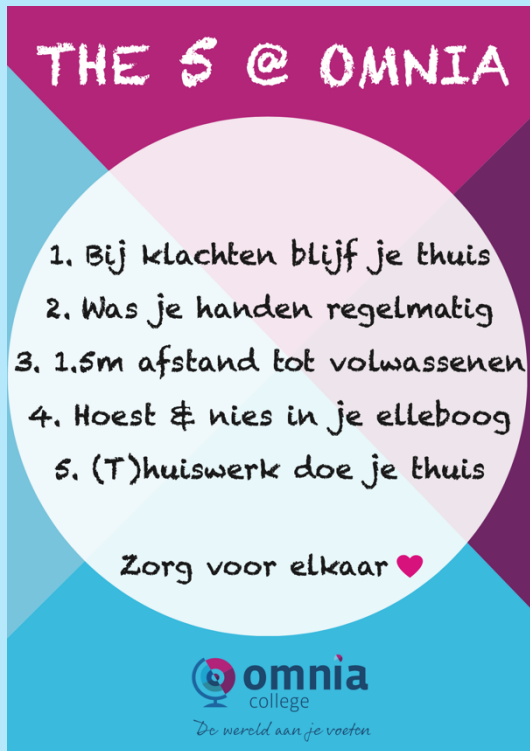 THE 5 @ OMNIA
1. Bij klachten blijf je thuis
2. Was je handen regelmatig
3. 1.5m afstand tot volwassenen
4. Hoest & nies in je elleboog
5. (T)huiswerk doe je thuis
Zorg voor elkaar
omnia
college
De wereld aan je voeten